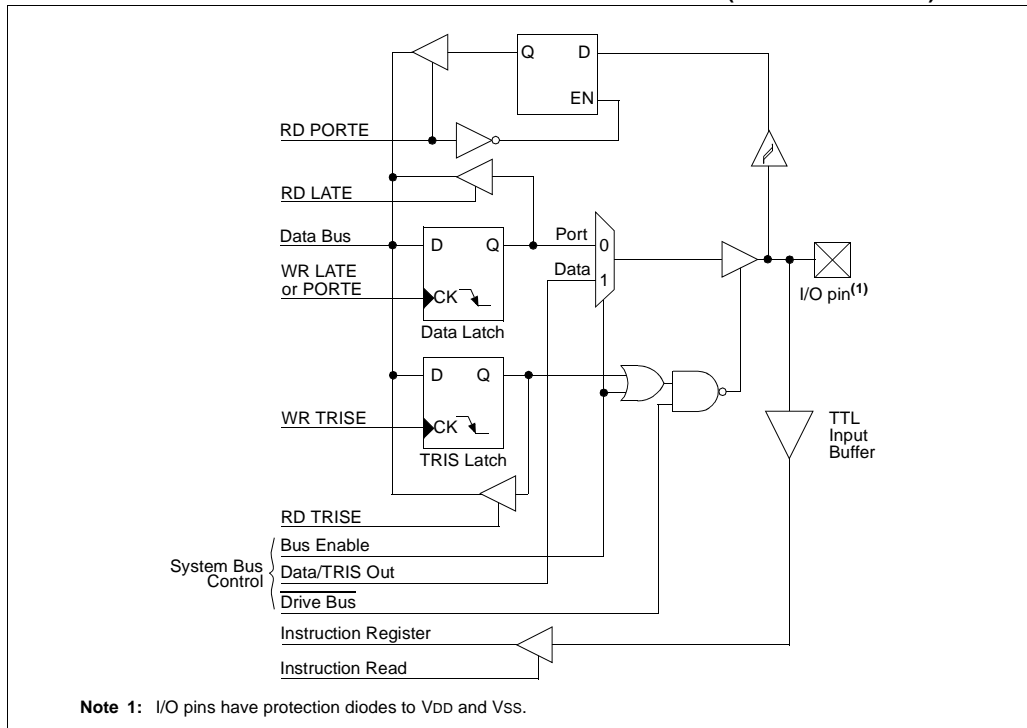 Q D
EN
RD PORTE
RD LATE
Data Bus
WR LATE
or PORTE
D Q
CK
Data Latch
Port 0
Data 1
I/O pin(1)
D Q
CK
TRIS Latch
WR TRISE
TTL
Input
Buffer
RD TRISE
System Bus
Control
Bus Enable
Data/TRIS Out
Drive Bus
Instruction Register
Instruction Read
Note 1: I/O pins have protection diodes to VDD and VSS.